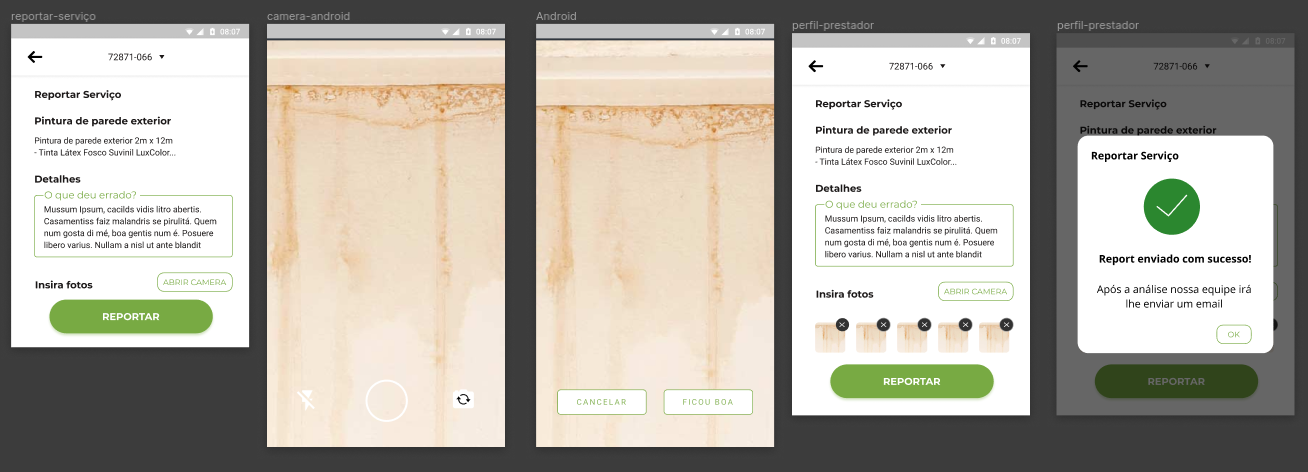 reportar-serviço
08:07
72871-066
Reportar Serviço
Pintura de parede exterior
Pintura de parede exterior 2m x 12m
- Tinta Látex Fosco Suvinil LuxColor...
Detalhes
O que deu errado?
Mussum Ipsum, cacilds vidis litro abertis.
Casamentiss faiz malandris se pirulitá. Quem
num gosta di mé, boa gentis num é. Posuere
libero varius. Nullam a nisl ut ante blandit
Insira fotos
ABRIR CAMERA
REPORTAR
camera-android
08:07
Android
08:07
CANCELAR
FICOU BOA
perfil-prestador
08:07
72871-066
Reportar Serviço
Pintura de parede exterior
Pintura de parede exterior 2m x 12m
- Tinta Látex Fosco Suvinil LuxColor...
Detalhes
O que deu errado?
Mussum Ipsum, cacilds vidis litro abertis.
Casamentiss faiz malandris se pirulitá. Quem
num gosta di mé, boa gentis num é. Posuere
libero varius. Nullam a nisl ut ante blandit
Insira fotos
ABRIR CAMERA
REPORTAR
perfil-prestador
08:07
72871-066
Reportar Serviço
Pintura de parede exterior
Reportar Serviço
Report enviado com sucesso!
Após a análise nossa equipe irá
lhe enviar um email
OK
REPORTAR